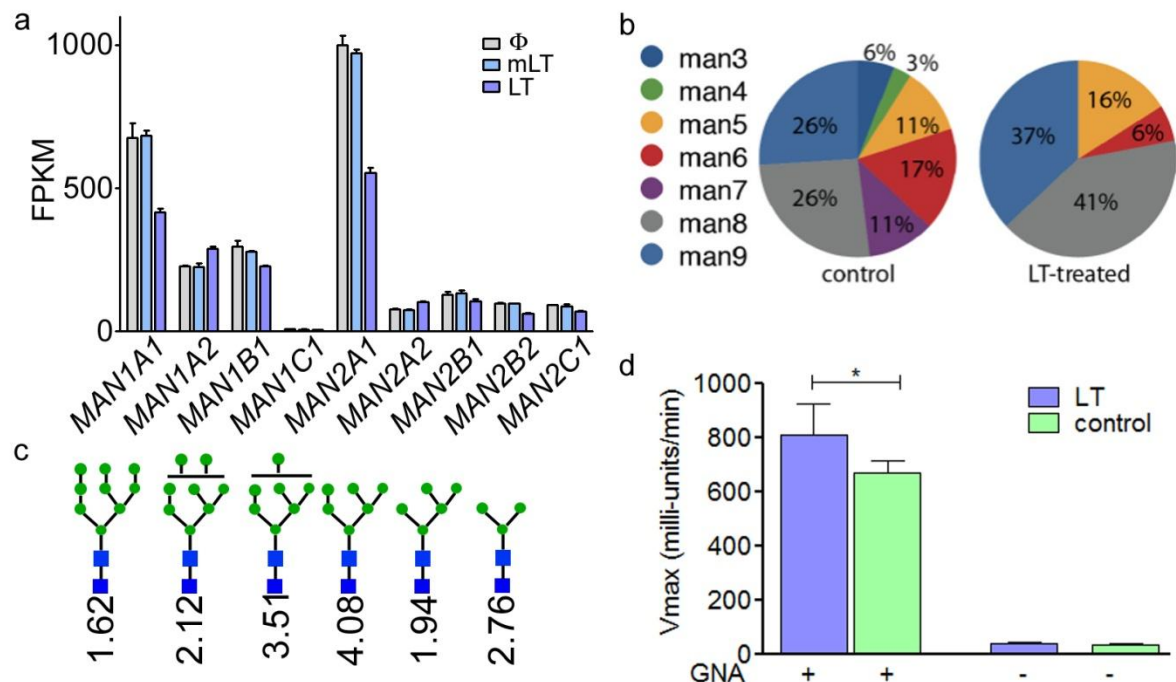 a
FPKM
1000
500
0
Φ
mLT
LT
MAN1A1
MAN1A2
MAN1B1
MAN1C1
MAN2A1
MAN2A2
MAN2B1
MAN2B2
MAN2C1
b
man3
man4
man5
man6
man7
man8
man9
6%
3%
11%
17%
11%
26%
26%
control
16%
6%
41%
37%
LT-treated
c
1.62
2.12
3.51
4.08
1.94
2.76
d
Vmax (milli-units/min)
1000
800
600
400
200
0
*
LT
control
GNA + + - -